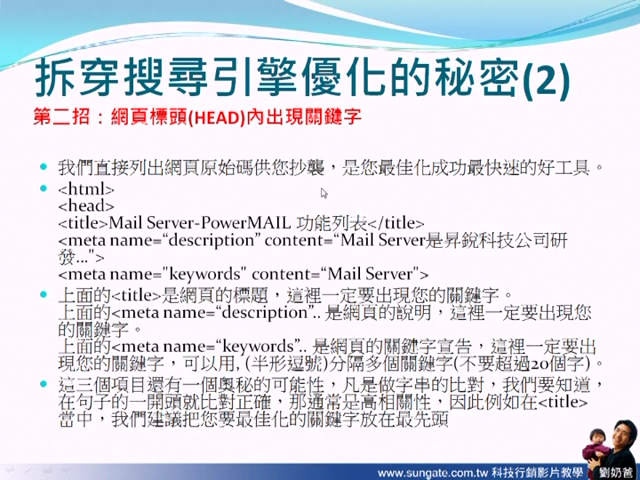 拆穿搜尋引擎優化的秘密(2)
第二招：網頁標頭(HEAD)內出現關鍵字
我們直接列出網頁原始碼供您抄襲，是您最佳化成功最快速的好工具。
<html>
<head>
<title>Mail Server-PowerMAIL 功能列表</title>
<meta name=“description” content=“Mail Server是昇銳科技公司研
發...">
<meta name="keywords" content=“Mail Server">
上面的<title>是網頁的標題，這裡一定要出現您的關鍵字。
上面的<meta name=“description”.. 是網頁的說明，這裡一定要出現您
的關鍵字。
上面的<meta name=“keywords”.. 是網頁的關鍵字宣告，這裡一定要出
現您的關鍵字，可以用, (半形逗號)分隔多個關鍵字(不要超過20個字)。
這三個項目還有一個奧秘的可能性，凡是做字串的比對，我們要知道，
在句子的一開頭就比對正確，那通常是高相關性，因此例如在<title>
當中，我們建議把您要最佳化的關鍵字放在最先頭
www.sungate.com.tw 科技行銷影片教學
劉奶爸